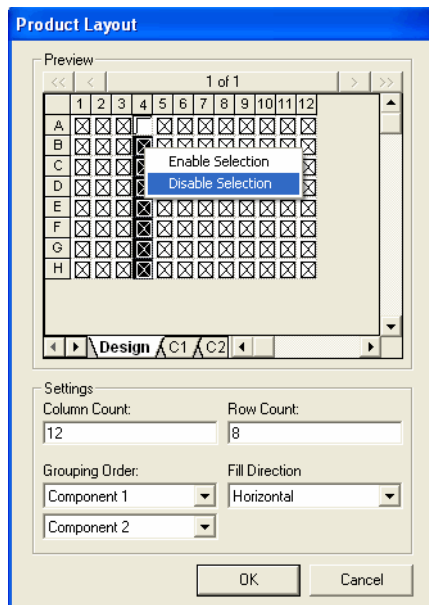 Product Layout
Preview
<< < 1 of 1 > >>
1 2 3 4 5 6 7 8 9 10 11 12
A
B
C
D
E
F
G
H
Enable Selection
Disable Selection
Design C1 C2
Settings
Column Count: Row Count:
12 8
Grouping Order: Fill Direction
Component 1 Horizontal
Component 2
OK Cancel